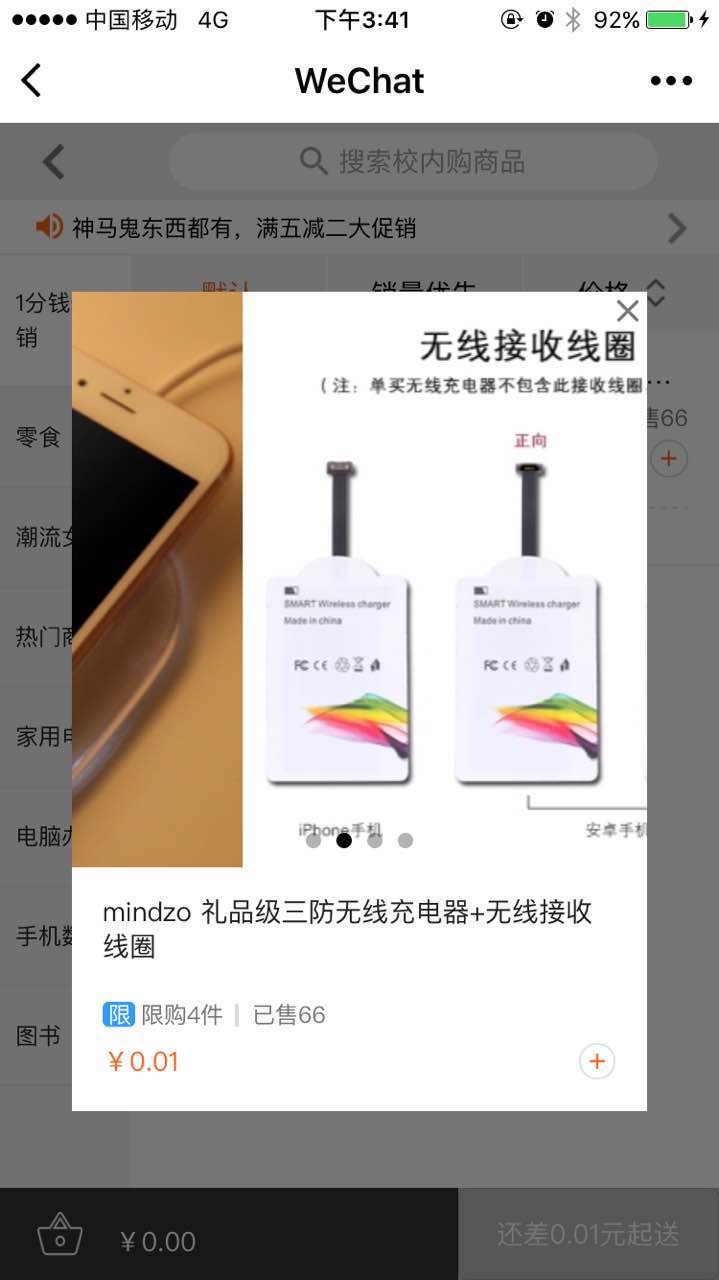 中国移动 4G 下午3:41 92%
WeChat
搜索校内购商品
神马鬼东西都有，满五减二大促销
1分钱
销
默认 销量优先 价格
零食
潮流
热门
家用
电脑
手机
图书
售66
无线接收线圈
（注：单买无线充电器不包含此接收线圈
正向
SMART Wireless charger
Made in china
FC CE
SMART Wireless charger
Made in china
FC CE
iPhone手机
安卓手机
mindzo 礼品级三防无线充电器+无线接收
线圈
限 限购4件 已售66
¥0.01
¥0.00
还差0.01元起送